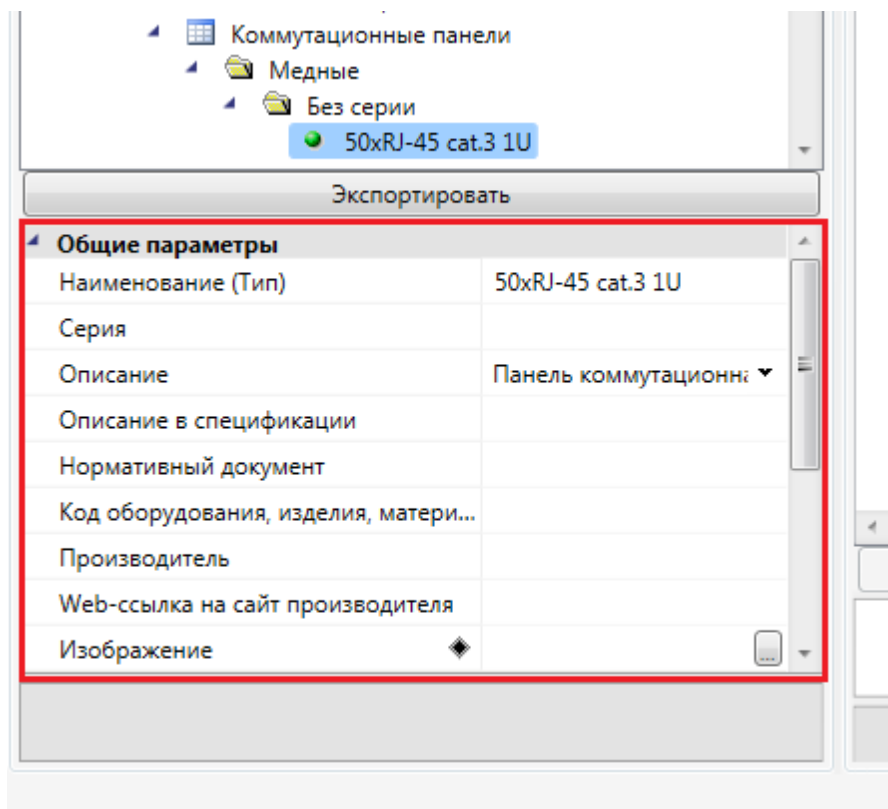 Коммутационные панели
Медные
Без серии
50xRJ-45 cat.3 1U
Экспортировать
Общие параметры
Наименование (Тип) 50xRJ-45 cat.3 1U
Серия
Описание Панель коммутационна
Описание в спецификации
Нормативный документ
Код оборудования, изделия, матери...
Производитель
Web-ссылка на сайт производителя
Изображение ...